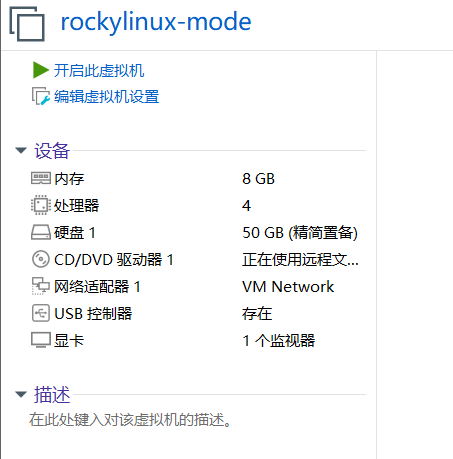 rockylinux-mode
开启此虚拟机
编辑虚拟机设置
设备
内存 8 GB
处理器 4
硬盘 1 50 GB (精简置备)
CD/DVD 驱动器 1 正在使用远程文...
网络适配器 1 VM Network
USB 控制器 存在
显卡 1 个监视器
描述
在此处键入对该虚拟机的描述。